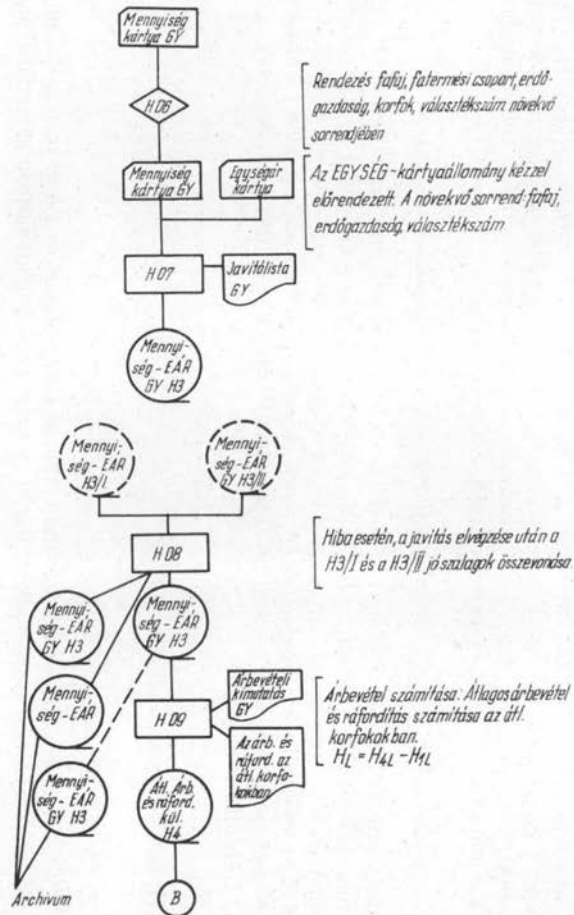 Mennyiség
kártya GY
H 06
Rendezés fafaj, fatermési csoport, erdő-
gazdaság, korfok, választékszám növekvő
sorrendjében
Mennyiség
kártya GY
Egységár
kártya
Az EGYSÉG-kártyaállomány kézzel
előrendezett. A növekvő sorrend: fafaj,
erdőgazdaság, választékszám
H 07
Javítólista
GY
Mennyi-
ség - EÁR
GY H3
Mennyi-
ség - EÁR
H3/I.
Mennyi-
ség - EÁR
GY H3/II.
H 08
Hiba esetén, a javítás elvégzése után a
H3/I és a H3/II jó szalagok összevonása.
Mennyi-
ség - EÁR
GY H3
Mennyi-
ség - EÁR
GY H3
Mennyi-
ség - EÁR
Mennyi-
ség - EÁR
GY H3
Archivum
H 09
Árbevételi
kimutatás
GY
Az árb. és
ráford. az
átl. korfo-
kokban
Árbevétel számítása. Átlagos árbevétel
és ráfordítás számítása az átl.
korfokokban.
H_L = H_4L - H_1L
Átl. Árb.
és ráford.
kül.
H4
B